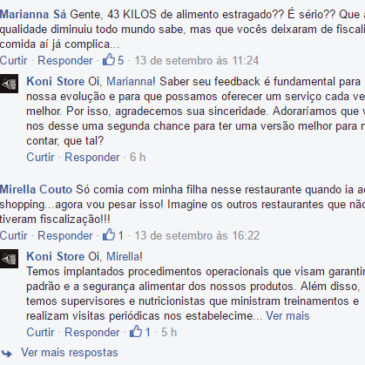 Marianna Sá Gente, 43 KILOS de alimento estragado?? É sério?? Que a
qualidade diminuiu todo mundo sabe, mas que vocês deixaram de fiscali
comida aí já complica...
Curtir · Responder · 5 · 13 de setembro às 11:24
Koni Store Oi, Marianna! Saber seu feedback é fundamental para
nossa evolução e para que possamos oferecer um serviço cada ve
melhor. Por isso, agradecemos sua sinceridade. Adoraríamos que v
nos desse uma segunda chance para ter uma versão melhor para n
contar, que tal?
Curtir · Responder · 6 h
Mirella Couto Só comia com minha filha nesse restaurante quando ia a
shopping...agora vou pesar isso! Imagine os outros restaurantes que nã
tiveram fiscalização!!!
Curtir · Responder · 1 · 13 de setembro às 16:22
Koni Store Oi, Mirella!
Temos implantados procedimentos operacionais que visam garanti
padrão e a segurança alimentar dos nossos produtos. Além disso,
temos supervisores e nutricionistas que ministram treinamentos e
realizam visitas periódicas nos estabelecime... Ver mais
Curtir · Responder · 1 · 5 h
Ver mais respostas